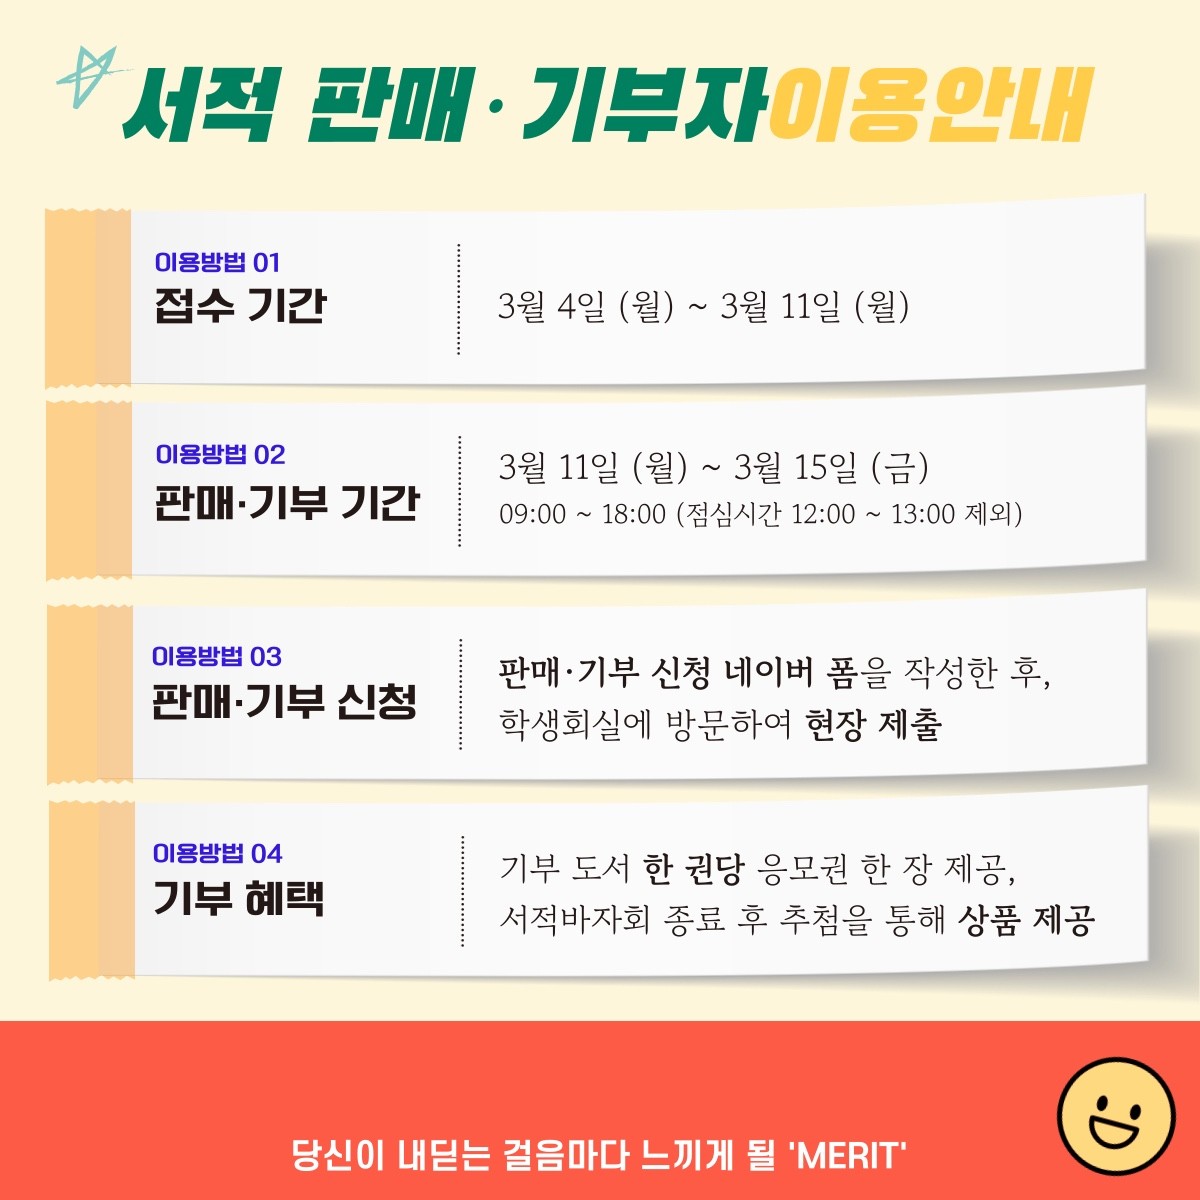 서적 판매·기부자이용안내
이용방법 01
접수 기간
3월 4일 (월) ~ 3월 11일 (월)
이용방법 02
판매·기부 기간
3월 11일 (월) ~ 3월 15일 (금)
09:00 ~ 18:00 (점심시간 12:00 ~ 13:00 제외)
이용방법 03
판매·기부 신청
판매·기부 신청 네이버 폼을 작성한 후,
학생회실에 방문하여 현장 제출
이용방법 04
기부 혜택
기부 도서 한 권당 응모권 한 장 제공,
서적바자회 종료 후 추첨을 통해 상품 제공
당신이 내딛는 걸음마다 느끼게 될 'MERIT'